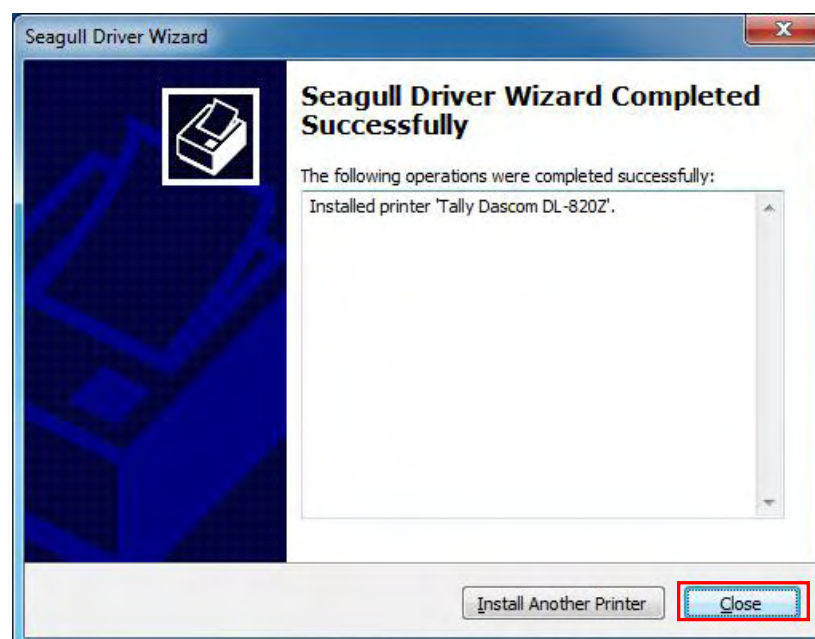 Seagull Driver Wizard
Seagull Driver Wizard Completed
Successfully
The following operations were completed successfully:
Installed printer 'Tally Dascom DL-820Z'.
Install Another Printer
Close